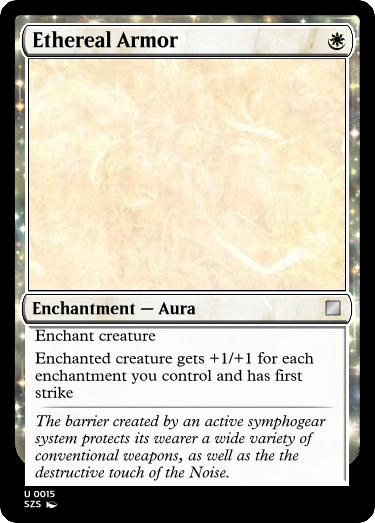 Ethereal Armor
Enchantment — Aura
Enchant creature
Enchanted creature gets +1/+1 for each
enchantment you control and has first
strike
The barrier created by an active symphogear
system protects its wearer a wide variety of
conventional weapons, as well as the the
destructive touch of the Noise.
U 0015
SZS